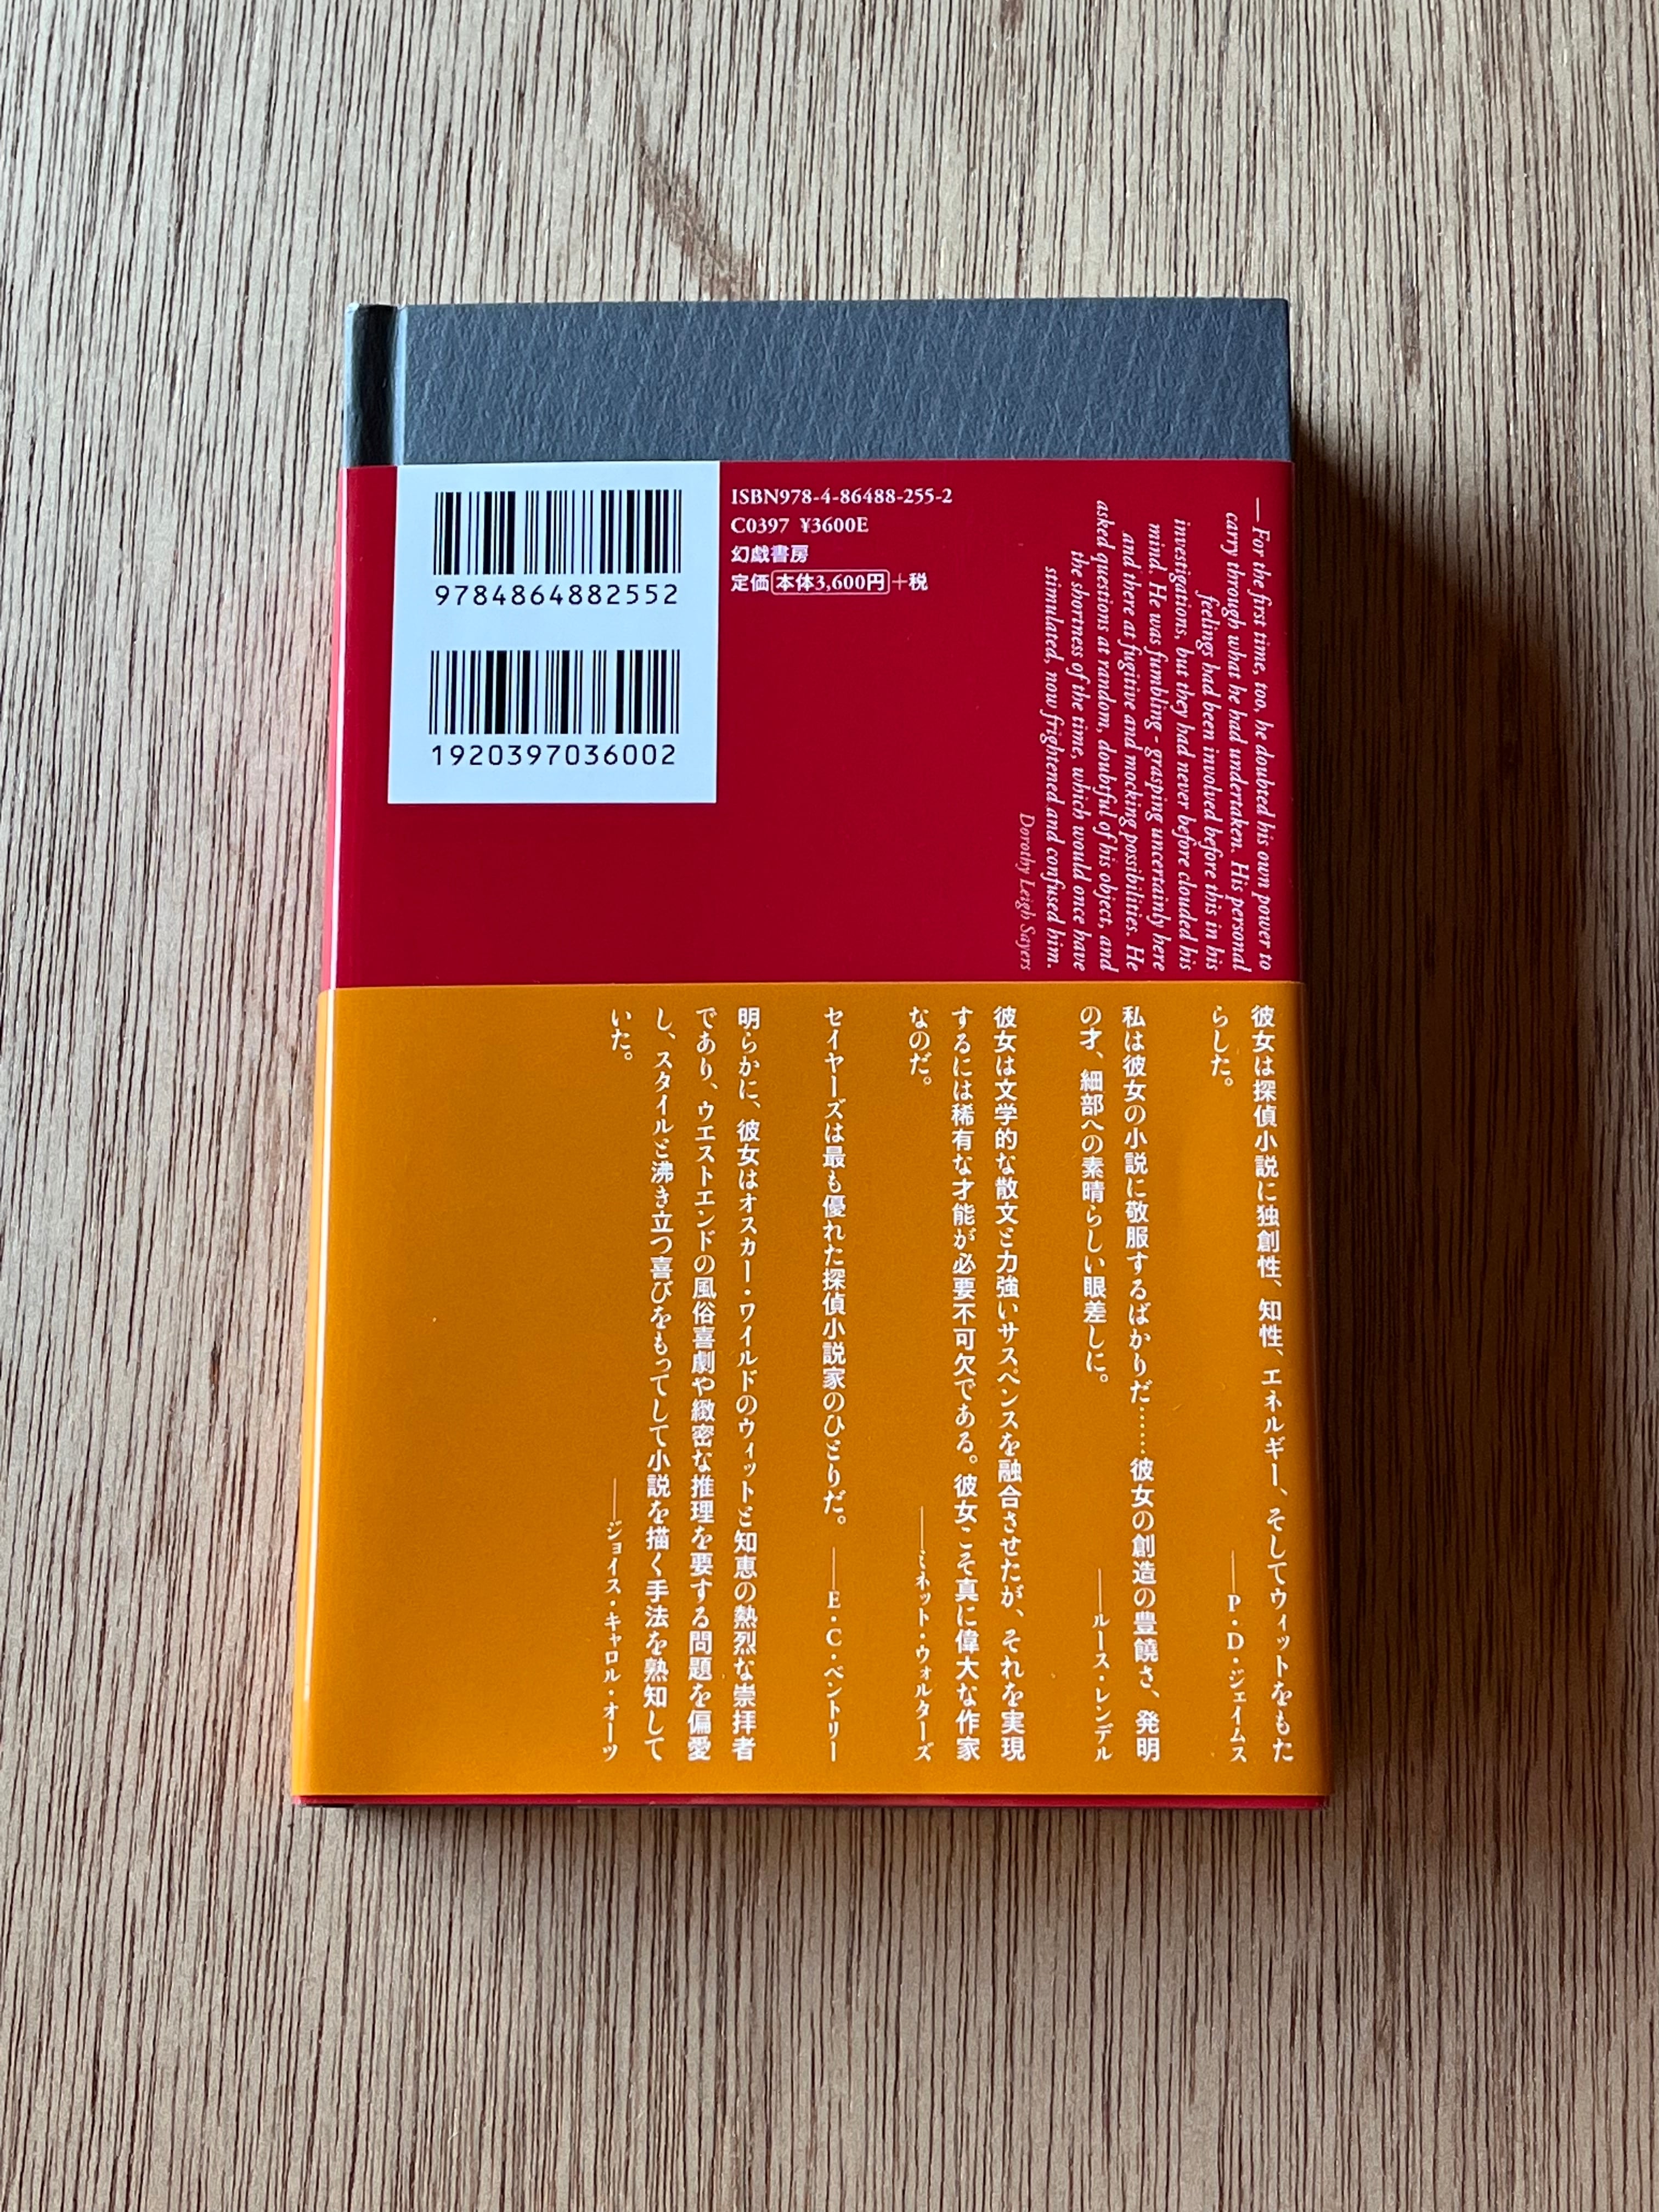 9784864882552
1920397036002
ISBN978-4-86488-255-2
C0397 ¥3600E
幻戯書房
定価 本体3,600円+税
—For the first time, too, he doubted his own power to
carry through what he had undertaken. His personal
feelings had been involved before this in his
investigations, but they had never before clouded his
mind. He was fumbling - grasping uncertainly here
and there at fugitive and mocking possibilities. He
asked questions at random, doubtful of his object, and
the shortness of the time, which would once have
stimulated, now frightened and confused him.
Dorothy Leigh Sayers
彼女は探偵小説に独創性、知性、エネルギー、そしてウィットをもた
らした。
——P・D・ジェイムス
私は彼女の小説に敬服するばかりだ……彼女の創造の豊饒さ、発明
の才、細部への素晴らしい眼差しに。
——ルース・レンデル
彼女は文学的な散文と力強いサスペンスを融合させたが、それを実現
するには稀有な才能が必要不可欠である。彼女こそ真に偉大な作家
なのだ。
——ミネット・ウォルターズ
セイヤーズは最も優れた探偵小説家のひとりだ。 ——E・C・ベントリー
明らかに、彼女はオスカー・ワイルドのウィットと知恵の熱烈な崇拝者
であり、ウエストエンドの風俗喜劇や緻密な推理を要する問題を偏愛
し、スタイルと沸き立つ喜びをもってして小説を描く手法を熟知して
いた。
——ジョイス・キャロル・オーツ